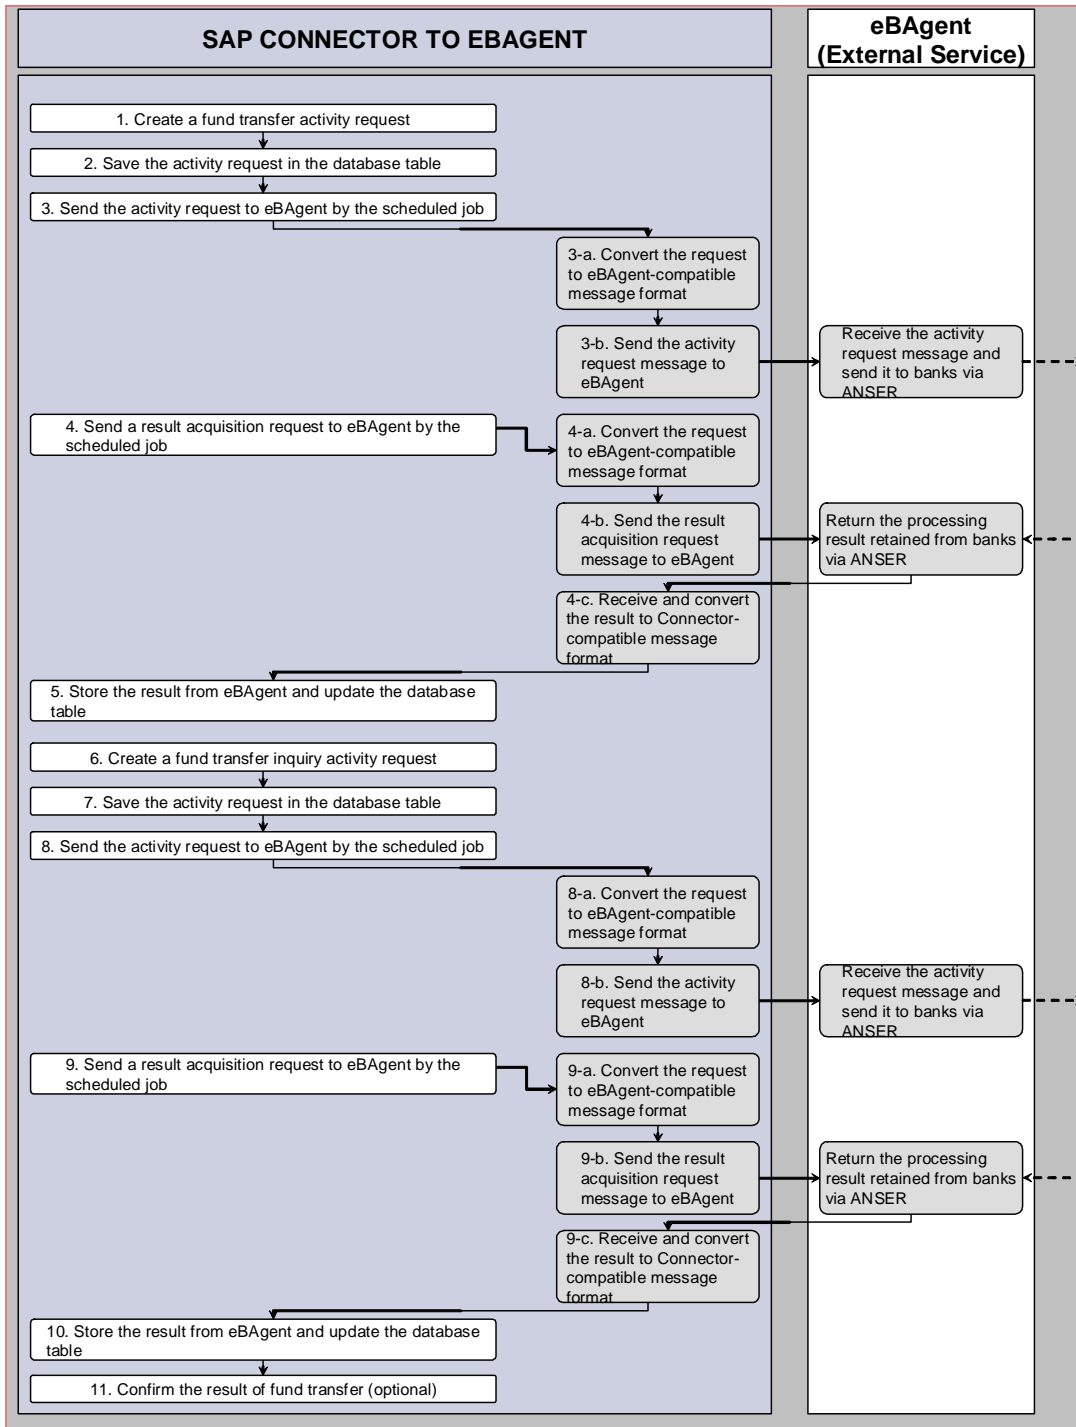 SAP CONNECTOR TO EBAGENT
eBAgent
(External Service)
1. Create a fund transfer activity request
2. Save the activity request in the database table
3. Send the activity request to eBAgent by the scheduled job
3-a. Convert the request
to eBAgent-compatible
message format
3-b. Send the activity
request message to
eBAgent
Receive the activity
request message and
send it to banks via
ANSER
4. Send a result acquisition request to eBAgent by the
scheduled job
4-a. Convert the request
to eBAgent-compatible
message format
4-b. Send the result
acquisition request
message to eBAgent
Return the processing
result retained from banks
via ANSER
4-c. Receive and convert
the result to Connector-
compatible message
format
5. Store the result from eBAgent and update the database
table
6. Create a fund transfer inquiry activity request
7. Save the activity request in the database table
8. Send the activity request to eBAgent by the scheduled job
8-a. Convert the request
to eBAgent-compatible
message format
8-b. Send the activity
request message to
eBAgent
Receive the activity
request message and
send it to banks via
ANSER
9. Send a result acquisition request to eBAgent by the
scheduled job
9-a. Convert the request
to eBAgent-compatible
message format
9-b. Send the result
acquisition request
message to eBAgent
Return the processing
result retained from banks
via ANSER
9-c. Receive and convert
the result to Connector-
compatible message
format
10. Store the result from eBAgent and update the database
table
11. Confirm the result of fund transfer (optional)